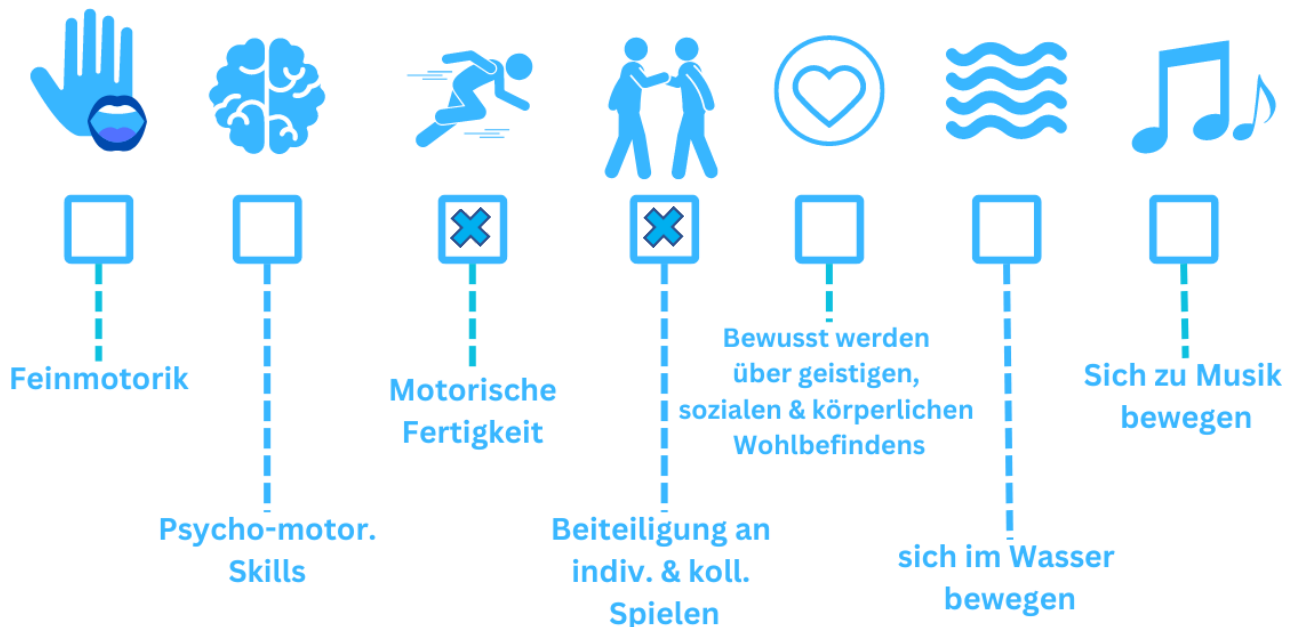 Feinmotorik
Psycho-motor.
Skills
Motorische
Fertigkeit
Beiteiligung an
indiv. & koll.
Spielen
Bewusst werden
über geistigen,
sozialen & körperlichen
Wohlbefindens
sich im Wasser
bewegen
Sich zu Musik
bewegen